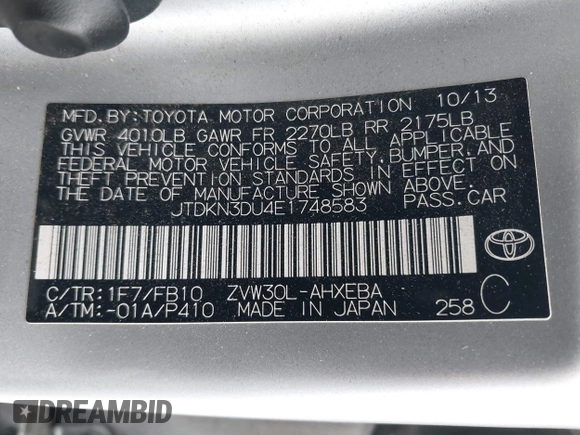 MFD. BY: TOYOTA MOTOR CORPORATION 10/13
GVWR 4010LB GAWR FR 2270LB RR 2175LB
THIS VEHICLE CONFORMS TO ALL APPLICABLE
FEDERAL MOTOR VEHICLE SAFETY, BUMPER, AND
THEFT PREVENTION STANDARDS IN EFFECT ON
THE DATE OF MANUFACTURE SHOWN ABOVE.
JTDKN3DU4E1748583 PASS. CAR
C/TR: 1F7/FB10 ZVW30L-AHXEBA
A/TM: -01A/P410 MADE IN JAPAN 258 C
DREAMBID